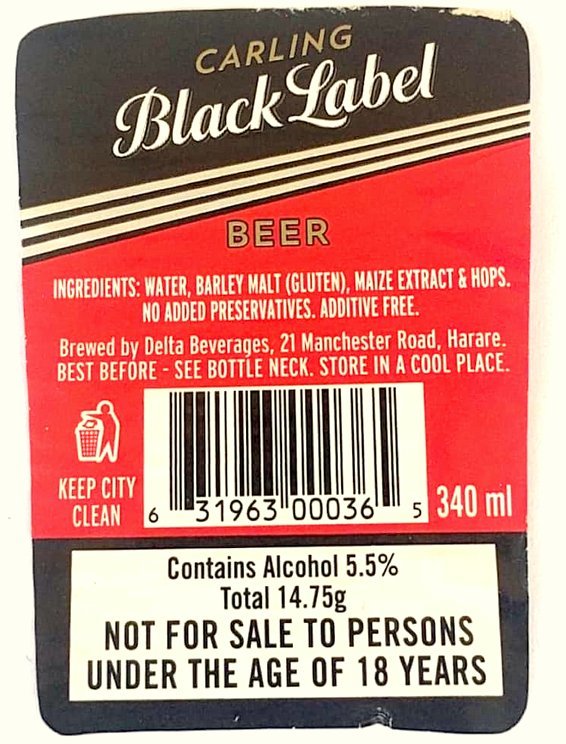 CARLING
Black Label
BEER
INGREDIENTS: WATER, BARLEY MALT (GLUTEN), MAIZE EXTRACT & HOPS.
NO ADDED PRESERVATIVES. ADDITIVE FREE.
Brewed by Delta Beverages, 21 Manchester Road, Harare.
BEST BEFORE - SEE BOTTLE NECK. STORE IN A COOL PLACE.
KEEP CITY
CLEAN
6 31963 00036 5
340 ml
Contains Alcohol 5.5%
Total 14.75g
NOT FOR SALE TO PERSONS
UNDER THE AGE OF 18 YEARS